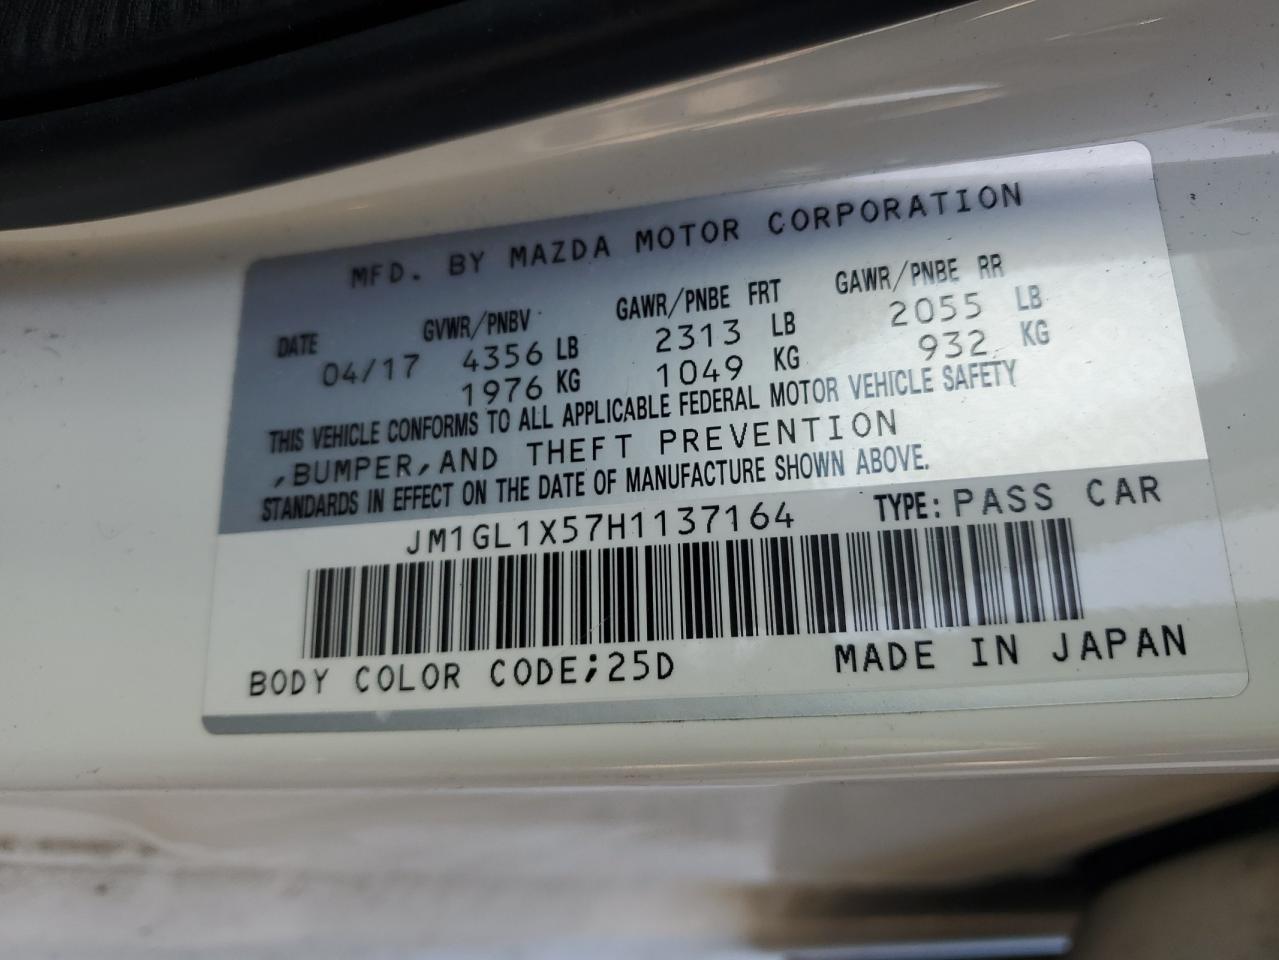 MFD. BY MAZDA MOTOR CORPORATION
DATE GVWR/PNBV GAWR/PNBE FRT GAWR/PNBE RR
04/17 4356 LB 2313 LB 2055 LB
1976 KG 1049 KG 932 KG
THIS VEHICLE CONFORMS TO ALL APPLICABLE FEDERAL MOTOR VEHICLE SAFETY
,BUMPER,AND THEFT PREVENTION
STANDARDS IN EFFECT ON THE DATE OF MANUFACTURE SHOWN ABOVE.
JM1GL1X57H1137164 TYPE: PASS CAR
BODY COLOR CODE;25D MADE IN JAPAN